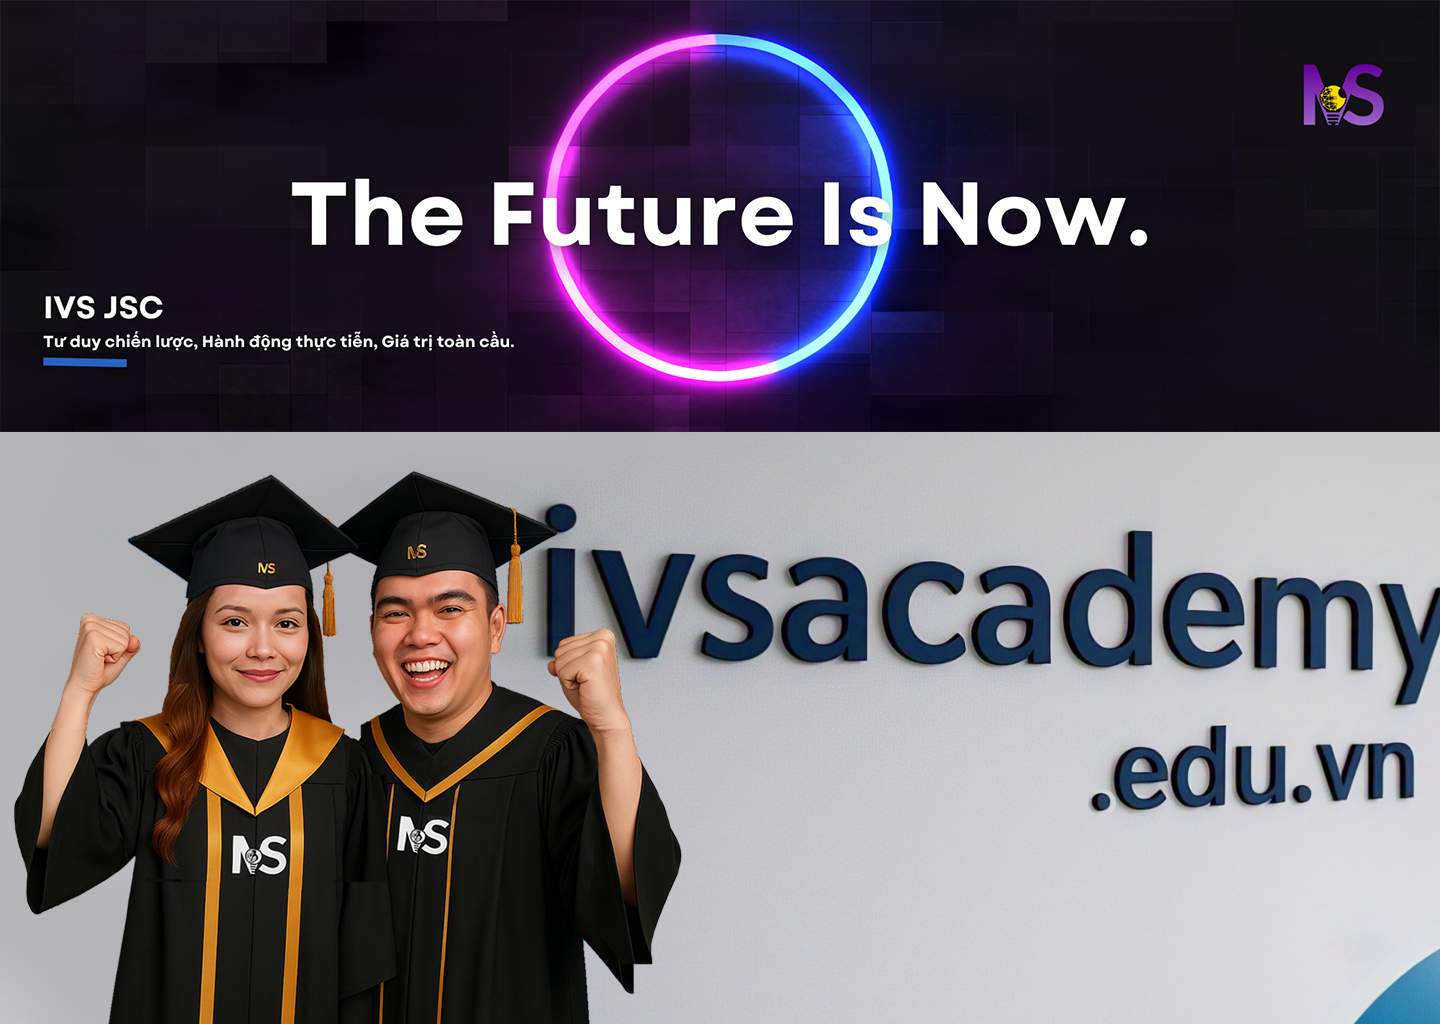 IVS
The Future Is Now.
IVS JSC
Tư duy chiến lược, Hành động thực tiễn, Giá trị toàn cầu.
IVS
IVS
ivsacademy
.edu.vn
IVS
IVS